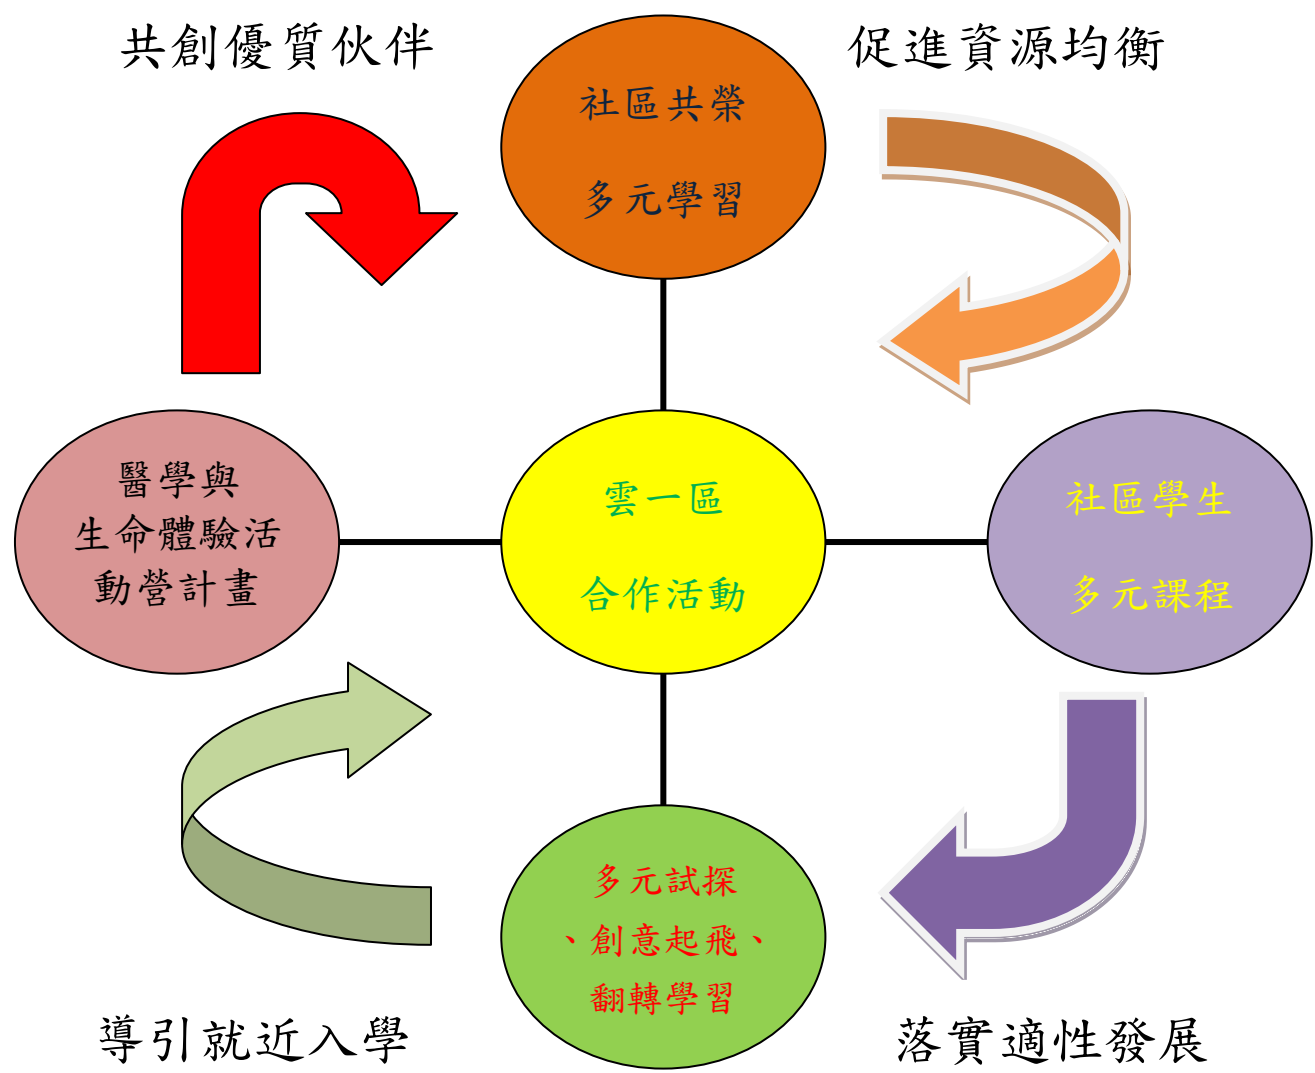 共創優質伙伴
促進資源均衡
社區共榮
多元學習
醫學與
生命體驗活
動營計畫
雲一區
合作活動
社區學生
多元課程
多元試探
、創意起飛、
翻轉學習
導引就近入學
落實適性發展